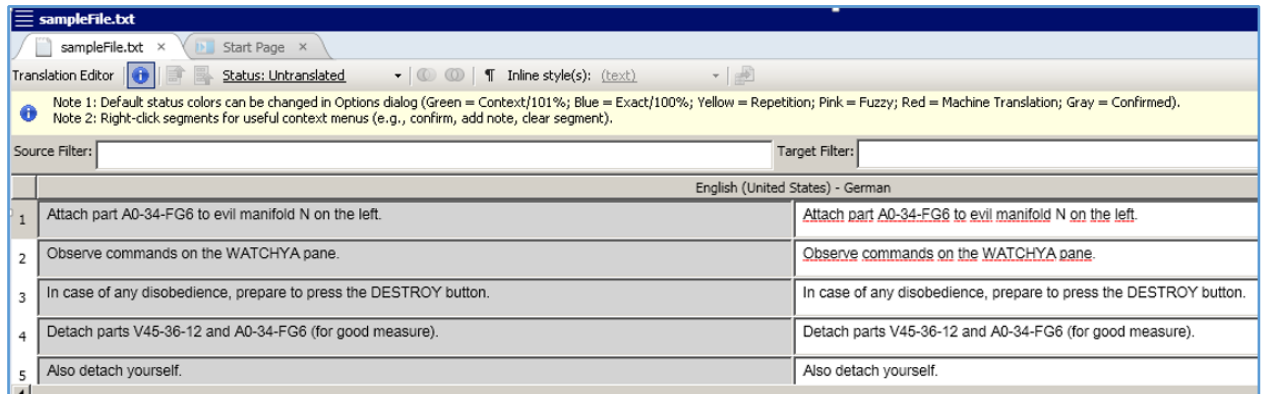 sampleFile.txt
sampleFile.txt × Start Page ×
Translation Editor Status: Untranslated ¶ Inline style(s): (text)
Note 1: Default status colors can be changed in Options dialog (Green = Context/101%; Blue = Exact/100%; Yellow = Repetition; Pink = Fuzzy; Red = Machine Translation; Gray = Confirmed).
Note 2: Right-click segments for useful context menus (e.g., confirm, add note, clear segment).
Source Filter: Target Filter:
English (United States) - German
1 Attach part A0-34-FG6 to evil manifold N on the left. Attach part A0-34-FG6 to evil manifold N on the left.
2 Observe commands on the WATCHYA pane. Observe commands on the WATCHYA pane.
3 In case of any disobedience, prepare to press the DESTROY button. In case of any disobedience, prepare to press the DESTROY button.
4 Detach parts V45-36-12 and A0-34-FG6 (for good measure). Detach parts V45-36-12 and A0-34-FG6 (for good measure).
5 Also detach yourself. Also detach yourself.